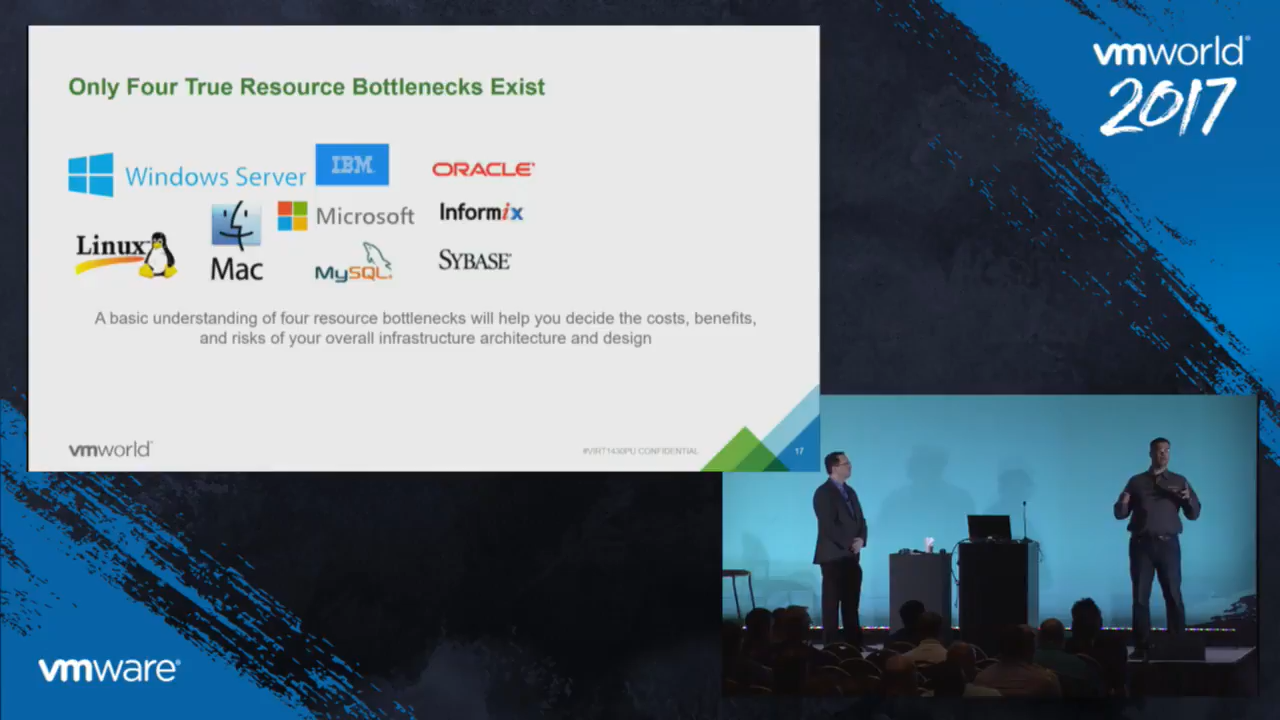 Only Four True Resource Bottlenecks Exist
Windows Server
IBM
ORACLE
Microsoft
Informix
Linux
Mac
MySQL
SYBASE
A basic understanding of four resource bottlenecks will help you decide the costs, benefits,
and risks of your overall infrastructure architecture and design
vmworld
#VIRT1430PU CONFIDENTIAL
17
vmworld
2017
vmware